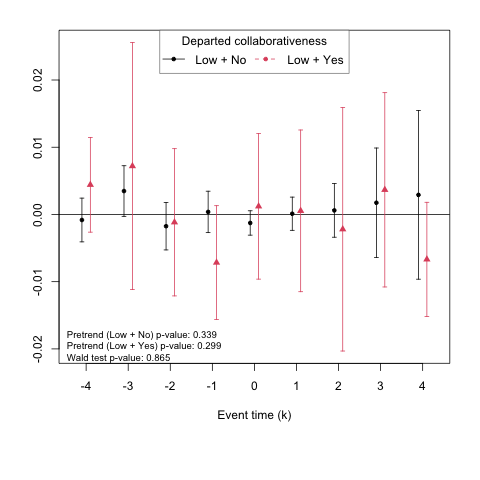 Departed collaborativeness
Low + No Low + Yes
0.02
0.01
0.00
-0.01
-0.02
Pretrend (Low + No) p-value: 0.339
Pretrend (Low + Yes) p-value: 0.299
Wald test p-value: 0.865
-4 -3 -2 -1 0 1 2 3 4
Event time (k)